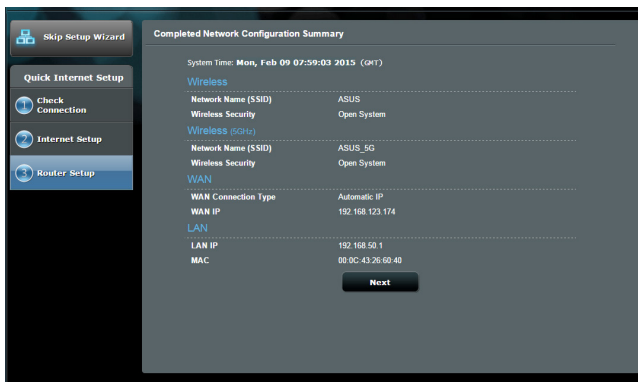 Skip Setup Wizard
Quick Internet Setup
1 Check
Connection
2 Internet Setup
3 Router Setup
Completed Network Configuration Summary
System Time: Mon, Feb 09 07:59:03 2015 (GMT)
Wireless
Network Name (SSID) ASUS
Wireless Security Open System
Wireless (5GHz)
Network Name (SSID) ASUS_5G
Wireless Security Open System
WAN
WAN Connection Type Automatic IP
WAN IP 192.168.123.174
LAN
LAN IP 192.168.50.1
MAC 00:0C:43:26:60:40
Next